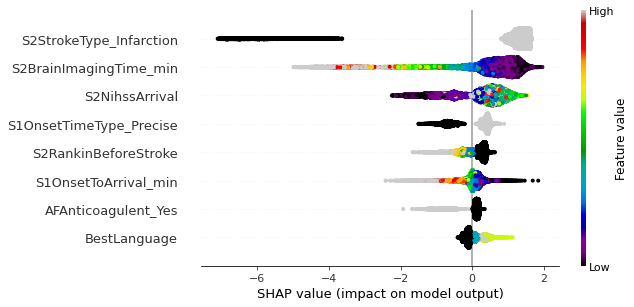 High
S2StrokeType_Infarction
S2BrainImagingTime_min
S2NihssArrival
S1OnsetTimeType_Precise
S2RankinBeforeStroke
S1OnsetToArrival_min
AFAnticoagulent_Yes
BestLanguage
Feature value
Low
−6 −4 −2 0 2
SHAP value (impact on model output)